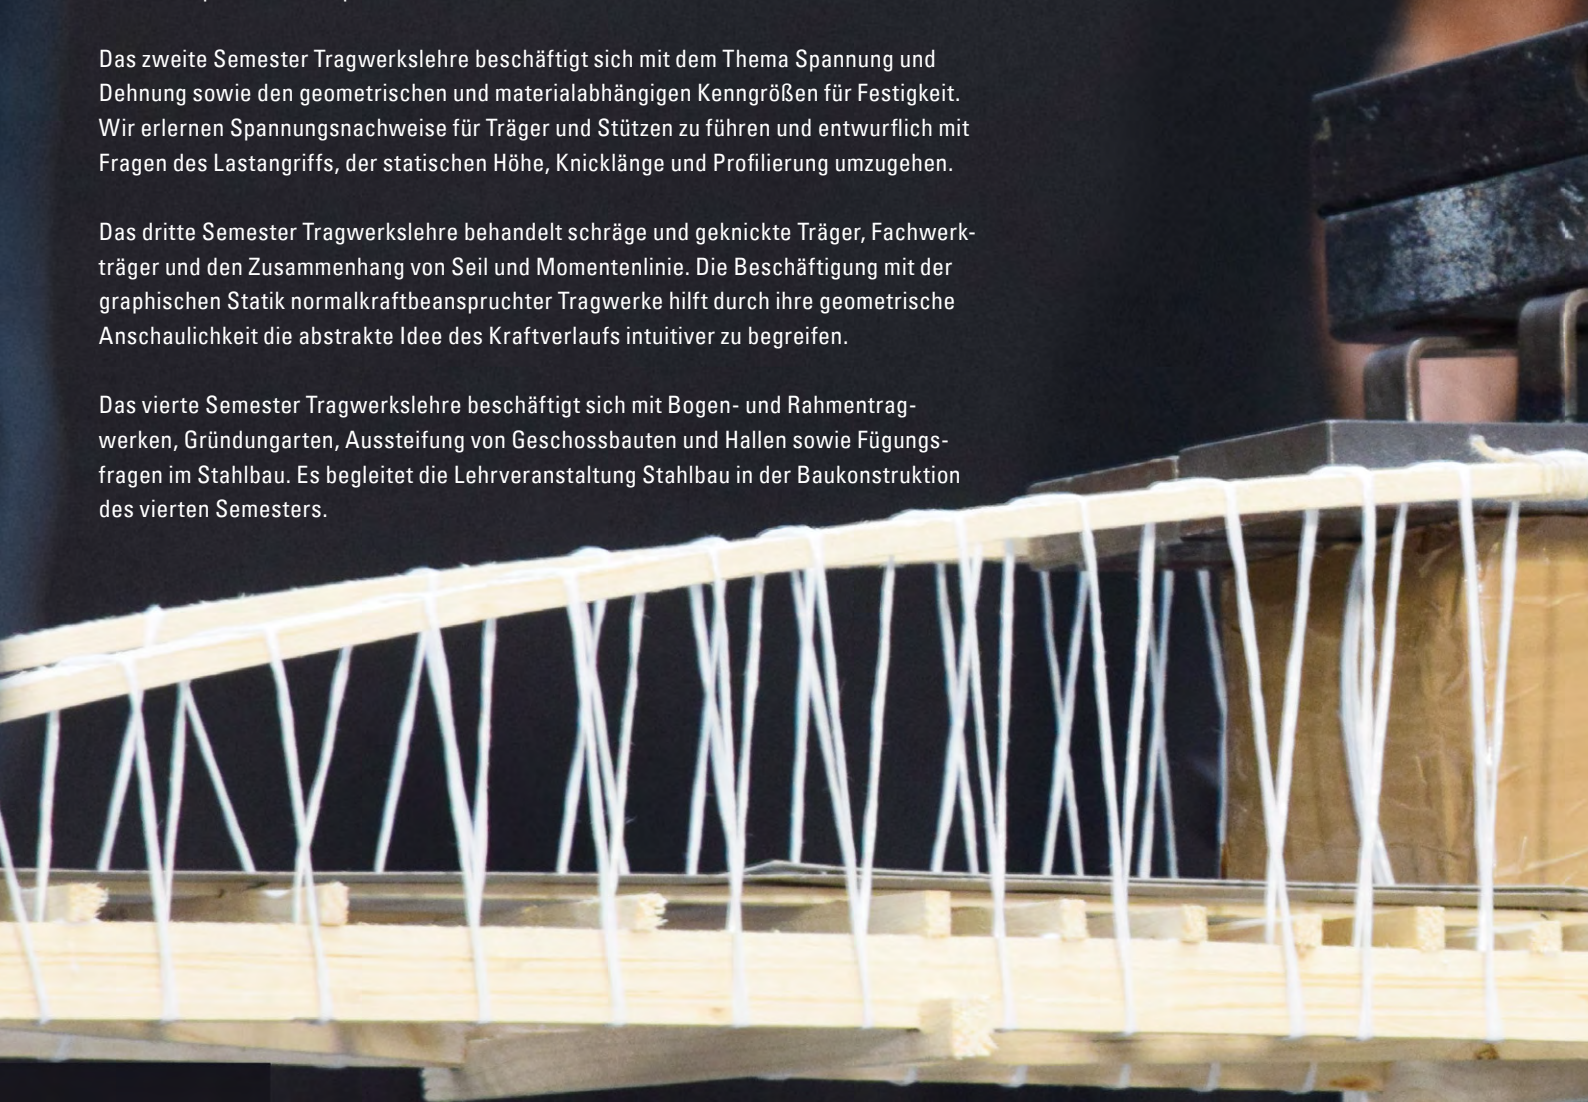 Das zweite Semester Tragwerkslehre beschäftigt sich mit dem Thema Spannung und
Dehnung sowie den geometrischen und materialabhängigen Kenngrößen für Festigkeit.
Wir erlernen Spannungsnachweise für Träger und Stützen zu führen und entwurflich mit
Fragen des Lastangriffs, der statischen Höhe, Knicklänge und Profilierung umzugehen.
Das dritte Semester Tragwerkslehre behandelt schräge und geknickte Träger, Fachwerk-
träger und den Zusammenhang von Seil und Momentenlinie. Die Beschäftigung mit der
graphischen Statik normalkraftbeanspruchter Tragwerke hilft durch ihre geometrische
Anschaulichkeit die abstrakte Idee des Kraftverlaufs intuitiver zu begreifen.
Das vierte Semester Tragwerkslehre beschäftigt sich mit Bogen- und Rahmentrag-
werken, Gründungarten, Aussteifung von Geschossbauten und Hallen sowie Fügungs-
fragen im Stahlbau. Es begleitet die Lehrveranstaltung Stahlbau in der Baukonstruktion
des vierten Semesters.